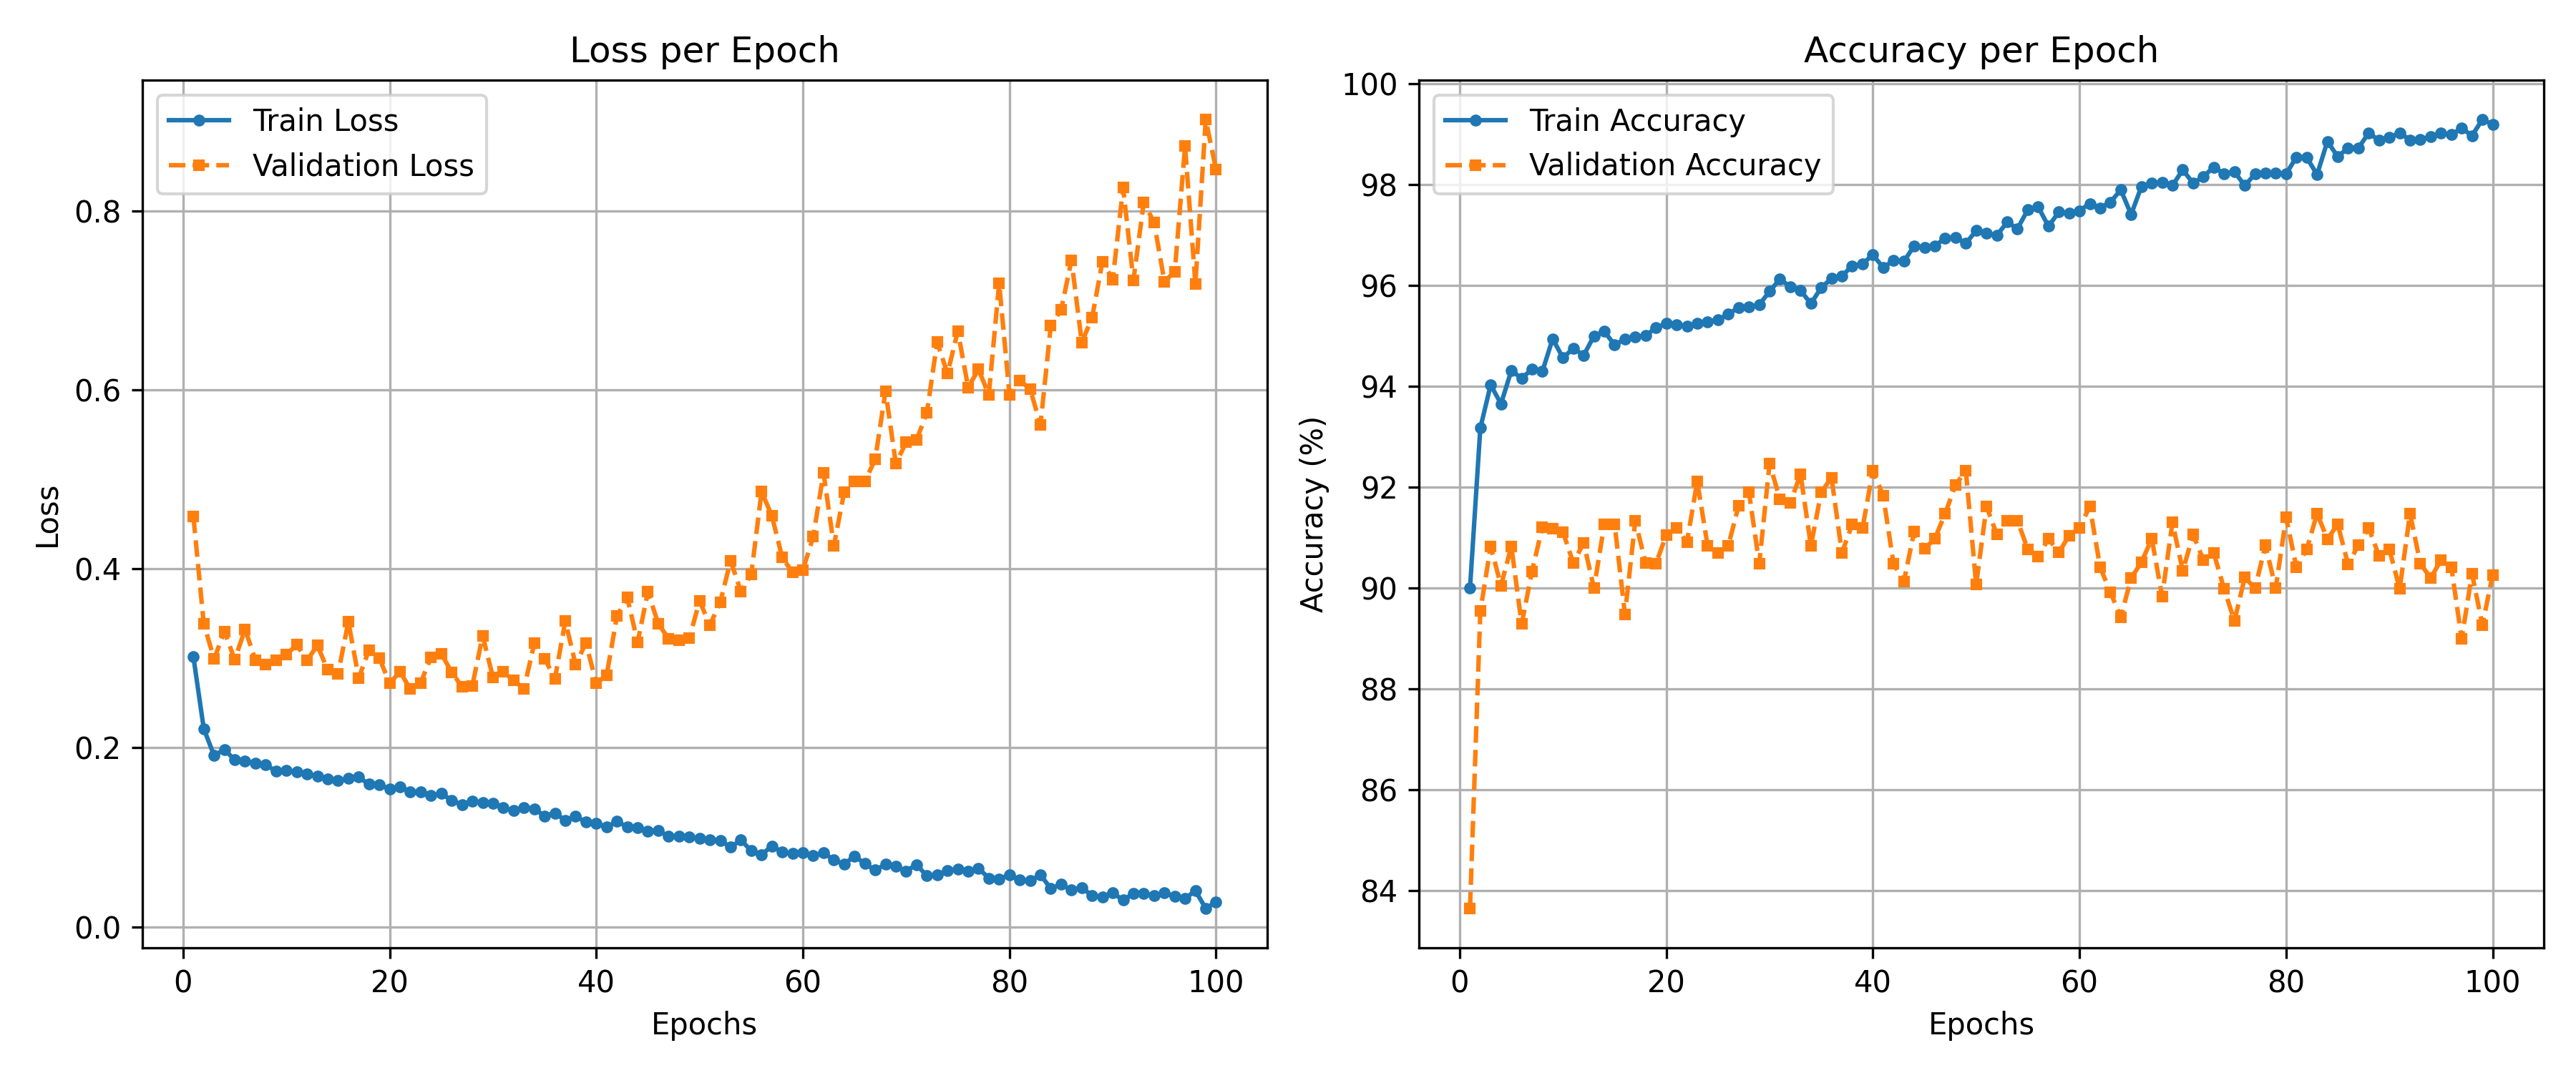 Loss per Epoch
Train Loss
Validation Loss
Loss
0.8
0.6
0.4
0.2
0.0
0 20 40 60 80 100
Epochs
Accuracy per Epoch
Train Accuracy
Validation Accuracy
Accuracy (%)
100
98
96
94
92
90
88
86
84
0 20 40 60 80 100
Epochs